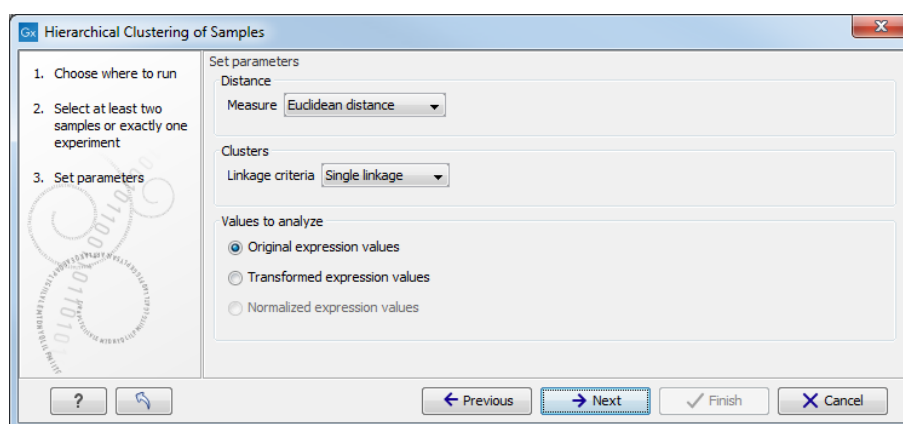 Gx Hierarchical Clustering of Samples
1. Choose where to run
2. Select at least two
samples or exactly one
experiment
3. Set parameters
Set parameters
Distance
Measure Euclidean distance
Clusters
Linkage criteria Single linkage
Values to analyze
Original expression values
Transformed expression values
Normalized expression values
? Previous Next Finish Cancel